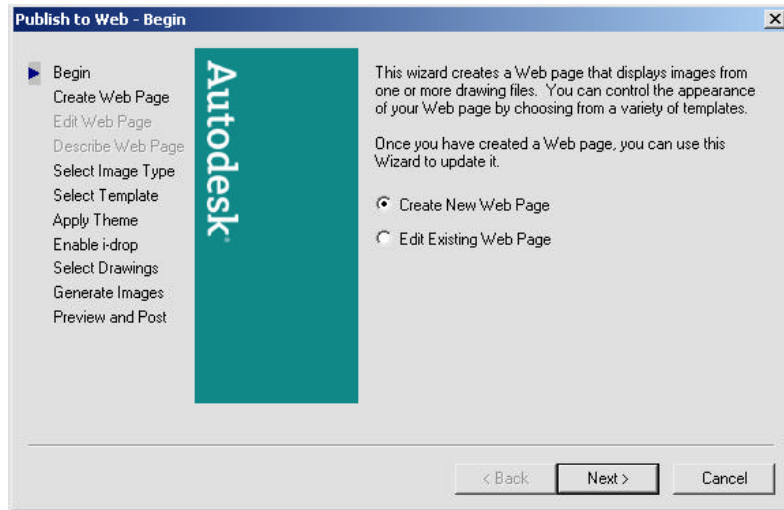 Publish to Web - Begin
Begin
Create Web Page
Edit Web Page
Describe Web Page
Select Image Type
Select Template
Apply Theme
Enable i-drop
Select Drawings
Generate Images
Preview and Post
Autodesk
This wizard creates a Web page that displays images from
one or more drawing files. You can control the appearance
of your Web page by choosing from a variety of templates.
Once you have created a Web page, you can use this
Wizard to update it.
Create New Web Page
Edit Existing Web Page
< Back Next > Cancel